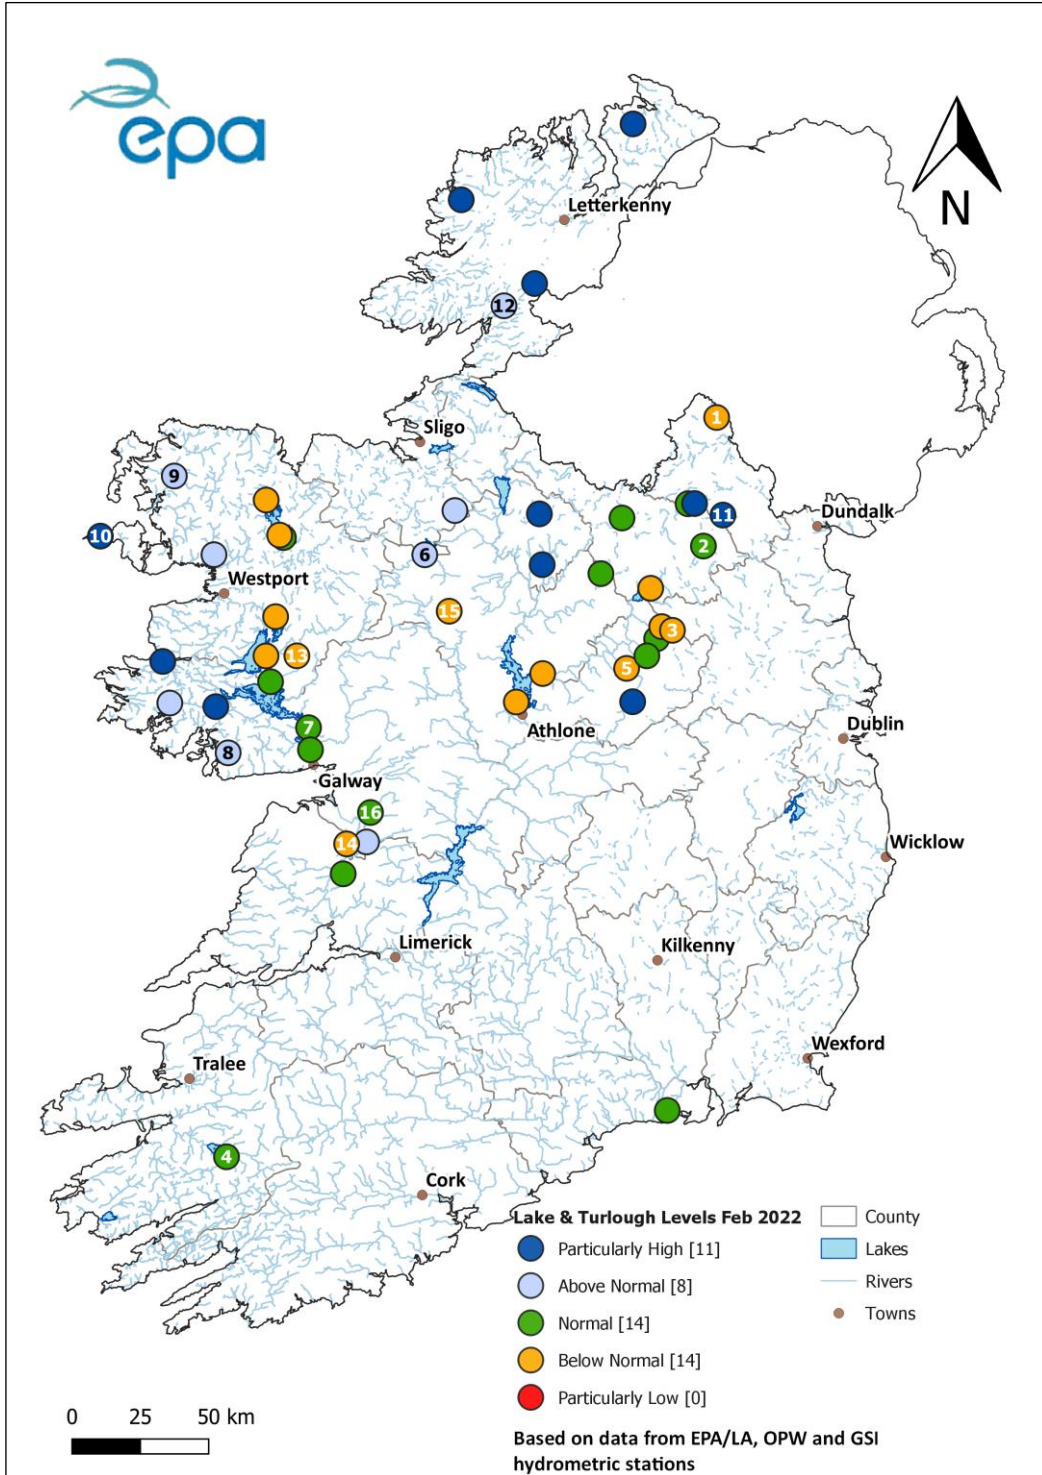 epa
N
Letterkenny
12
Sligo
1
9
10
6
11
Dundalk
2
Westport
15
3
13
5
Athlone
Dublin
7
8
Galway
16
14
Wicklow
Limerick
Kilkenny
Wexford
Tralee
4
Cork
Lake & Turlough Levels Feb 2022
County
Particularly High [11]
Lakes
Above Normal [8]
Rivers
Normal [14]
Towns
Below Normal [14]
Particularly Low [0]
0 25 50 km
Based on data from EPA/LA, OPW and GSI
hydrometric stations